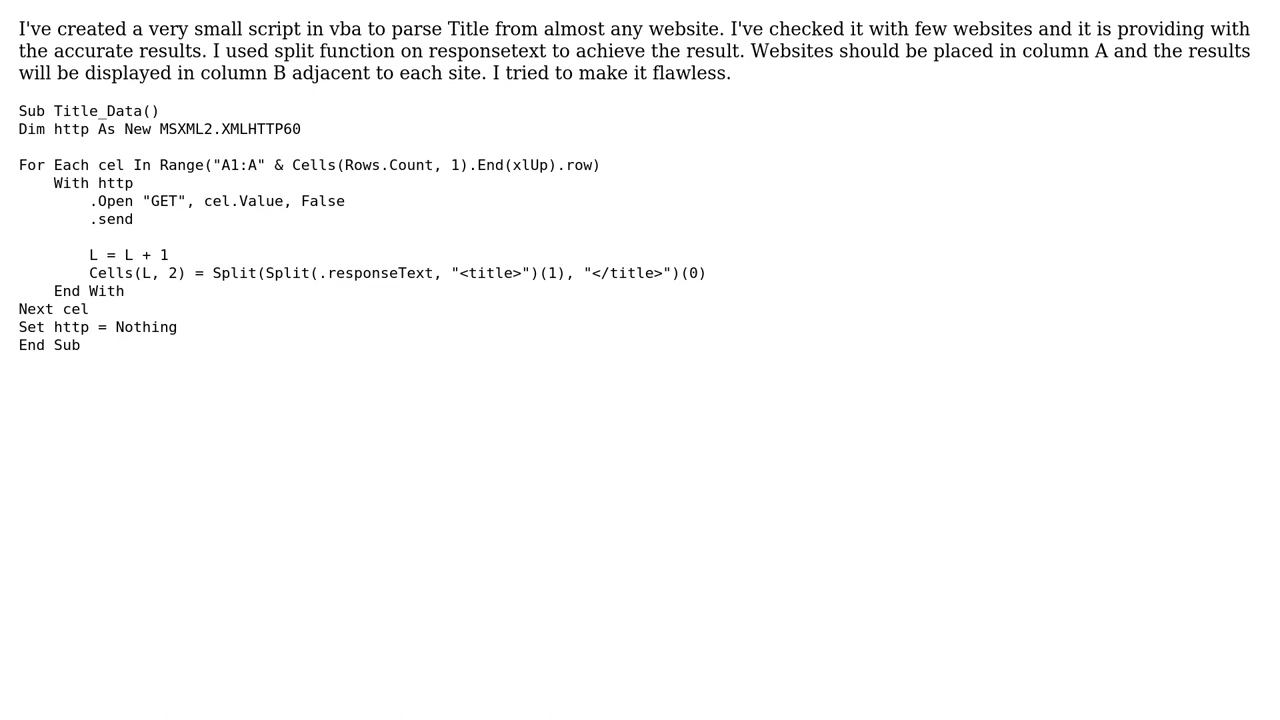 I've created a very small script in vba to parse Title from almost any website. I've checked it with few websites and it is providing with
the accurate results. I used split function on responsetext to achieve the result. Websites should be placed in column A and the results
will be displayed in column B adjacent to each site. I tried to make it flawless.
Sub Title_Data()
Dim http As New MSXML2.XMLHTTP60
For Each cel In Range("A1:A" & Cells(Rows.Count, 1).End(xlUp).row)
    With http
        .Open "GET", cel.Value, False
        .send
        L = L + 1
        Cells(L, 2) = Split(Split(.responseText, "<title>")(1), "</title>")(0)
    End With
Next cel
Set http = Nothing
End Sub